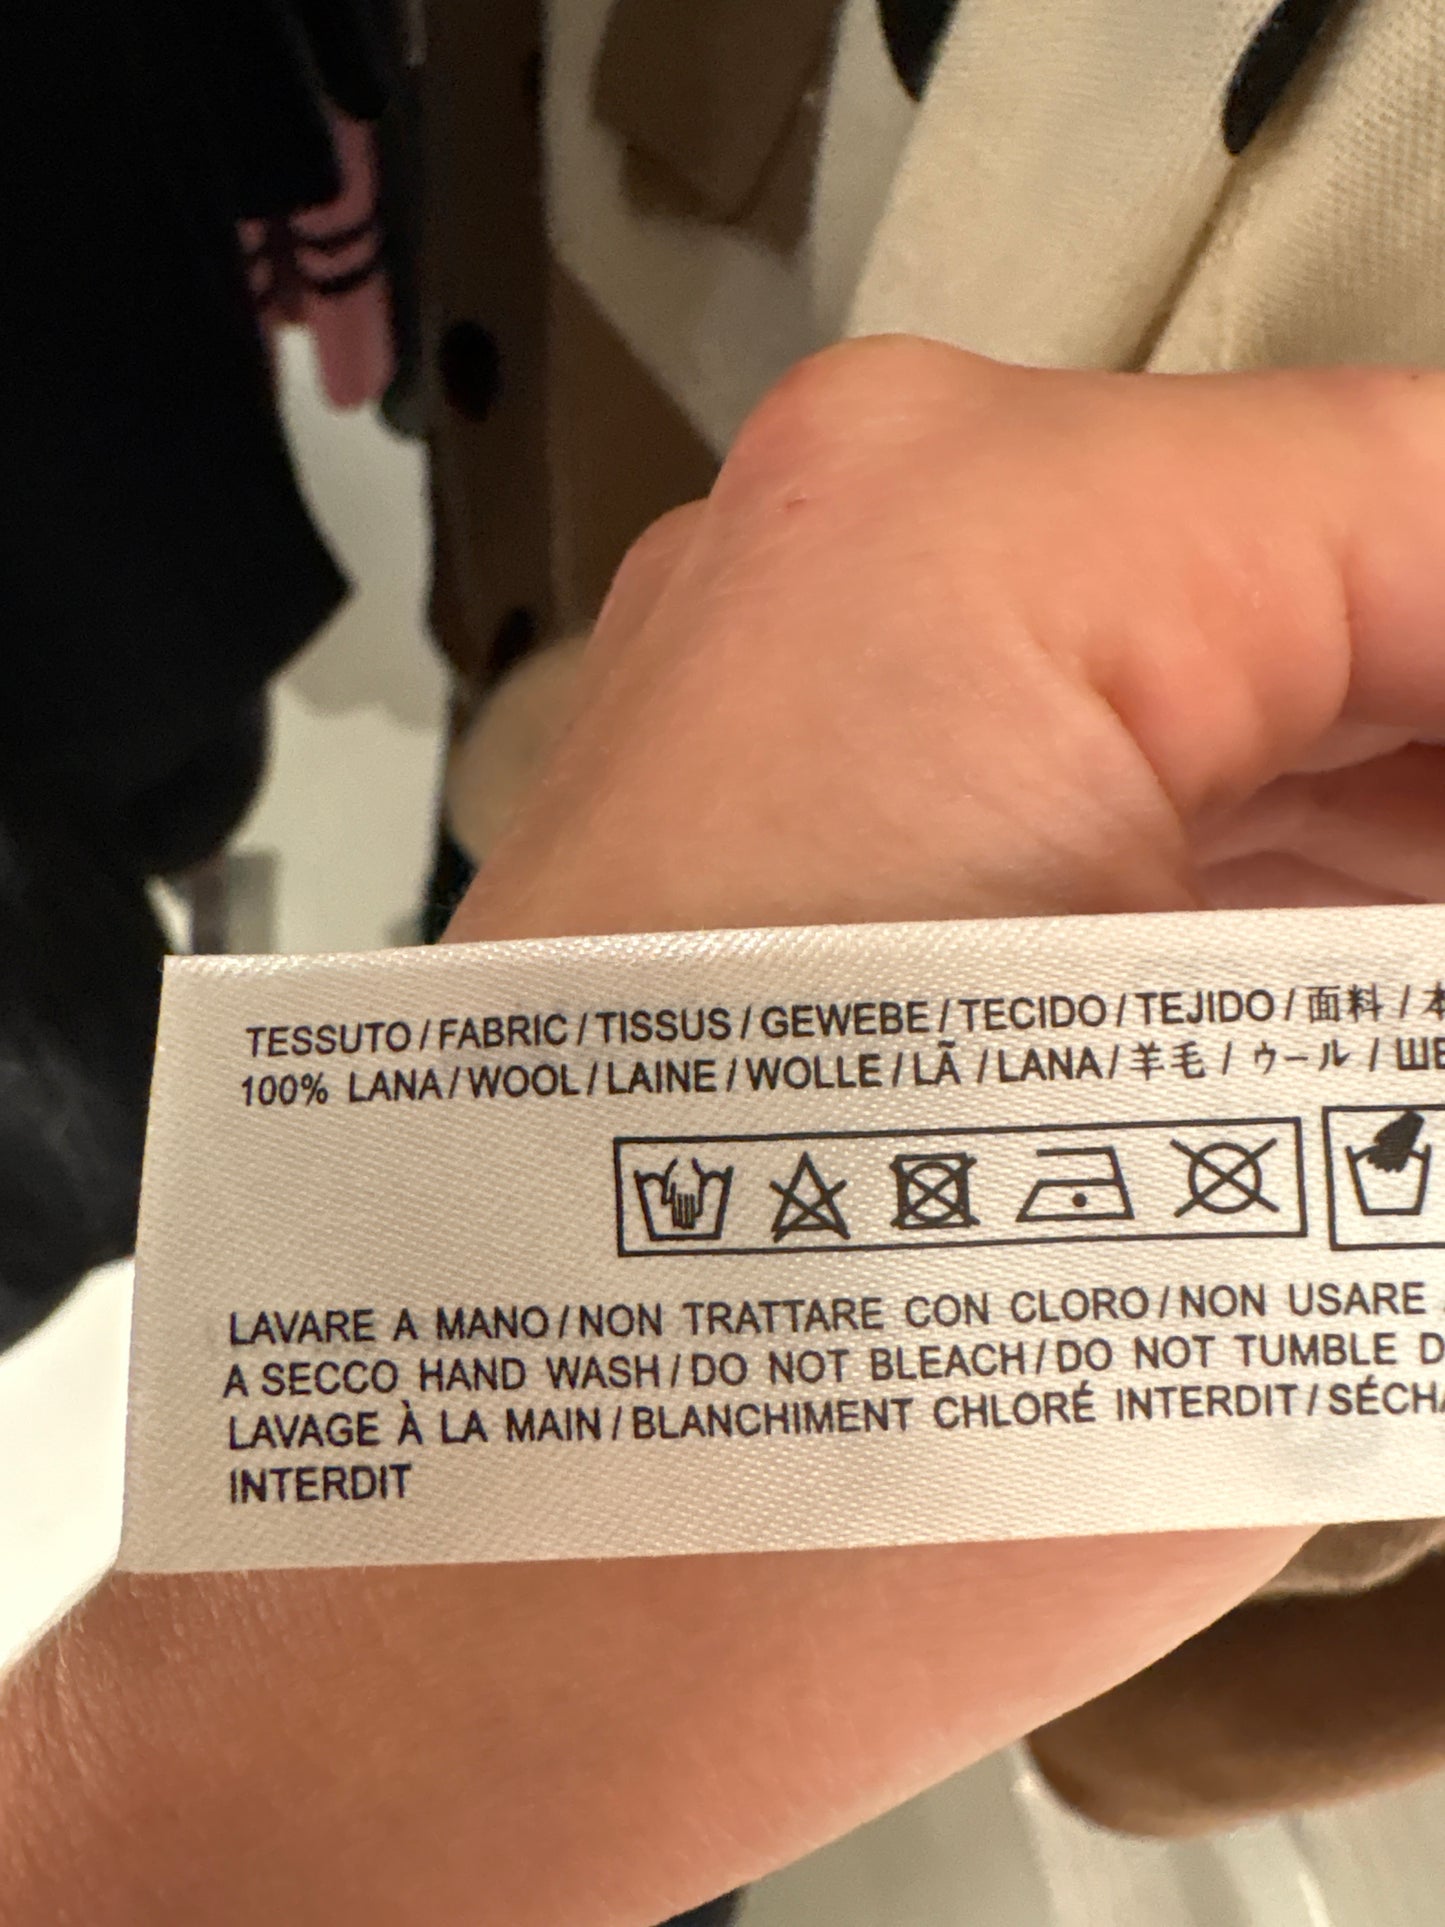 TESSUTO / FABRIC / TISSUS / GEWEBE / TECIDO / TEJIDO / 面料 / 本
100% LANA / WOOL / LAINE / WOLLE / LÃ / LANA / 羊毛 / ウール /
LAVARE A MANO / NON TRATTARE CON CLORO / NON USARE
A SECCO HAND WASH / DO NOT BLEACH / DO NOT TUMBLE D
LAVAGE À LA MAIN / BLANCHIMENT CHLORÉ INTERDIT / SÉCHA
INTERDIT